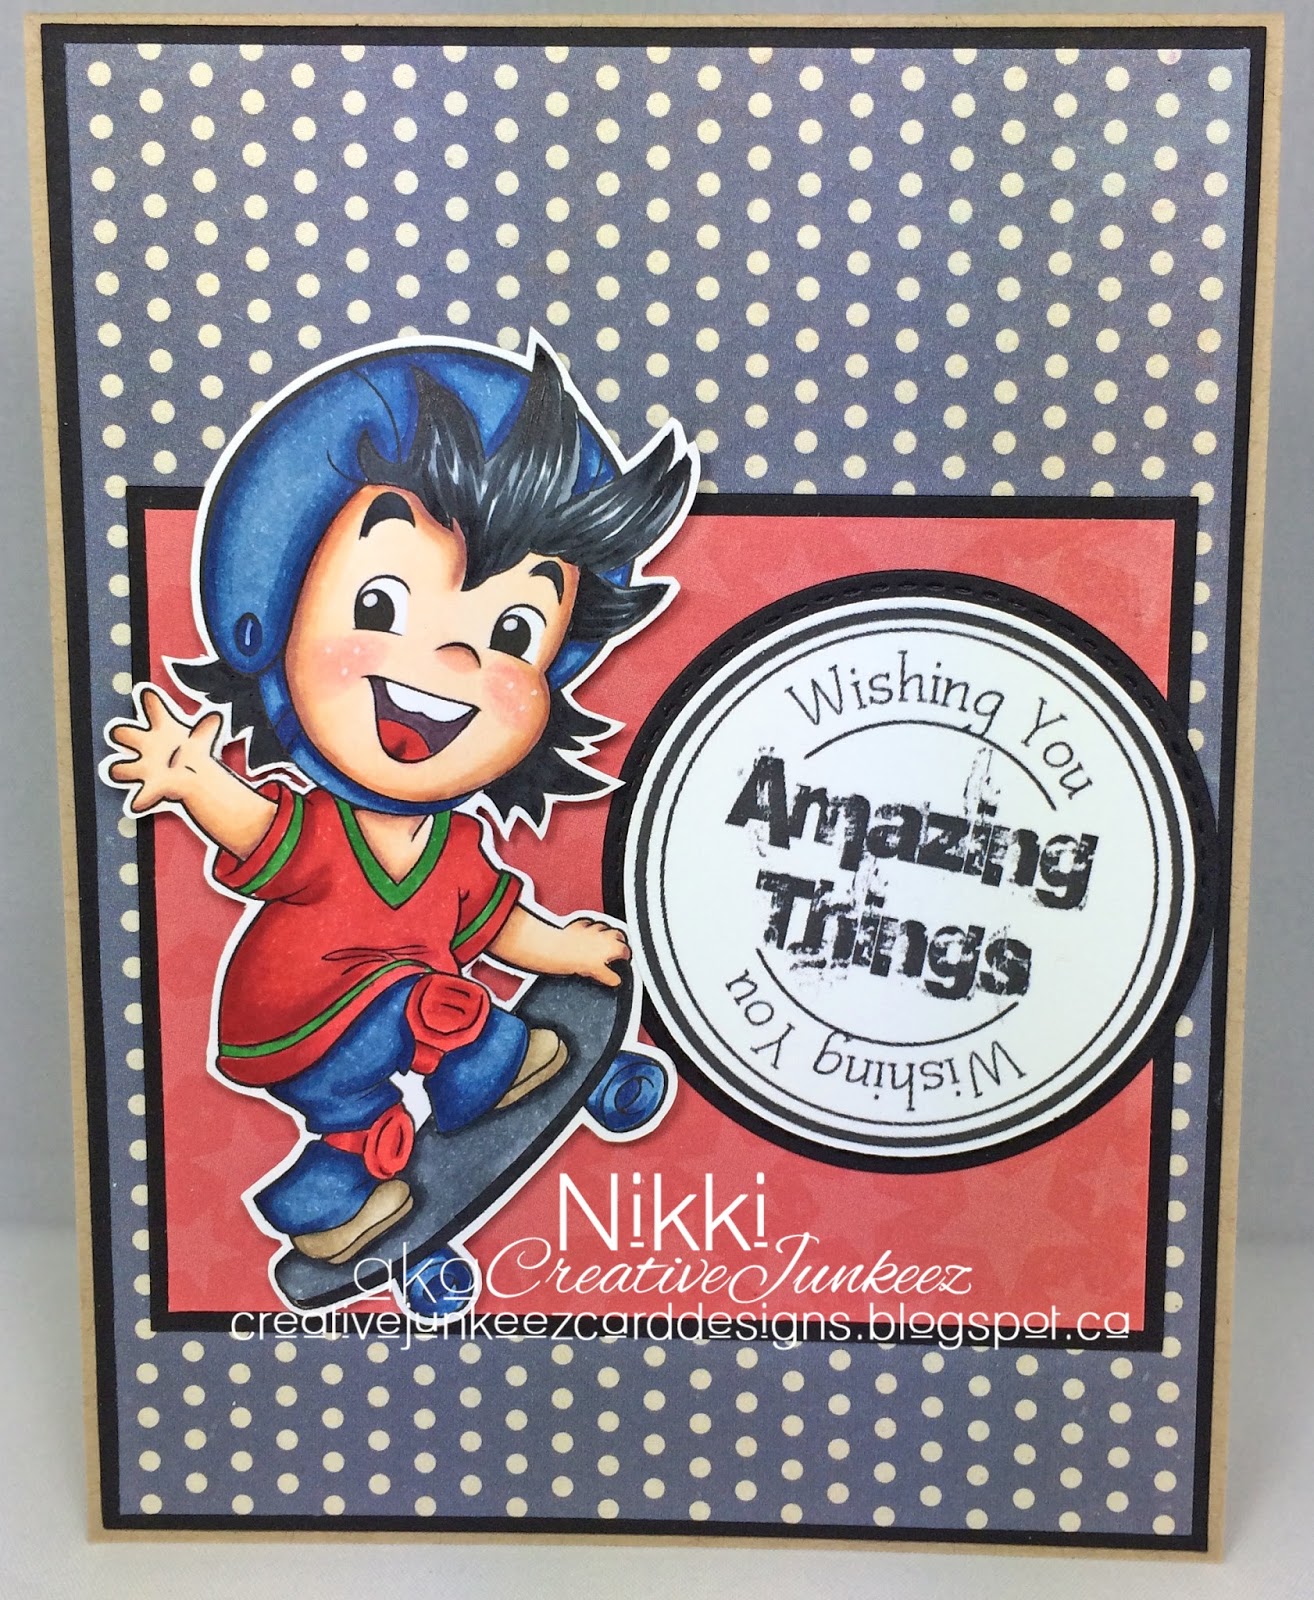 Wishing You
Amazing
Things
Wishing You
Nikki
aka CreativeJunkeez
creativejunkeezcarddesigns.blogspot.ca